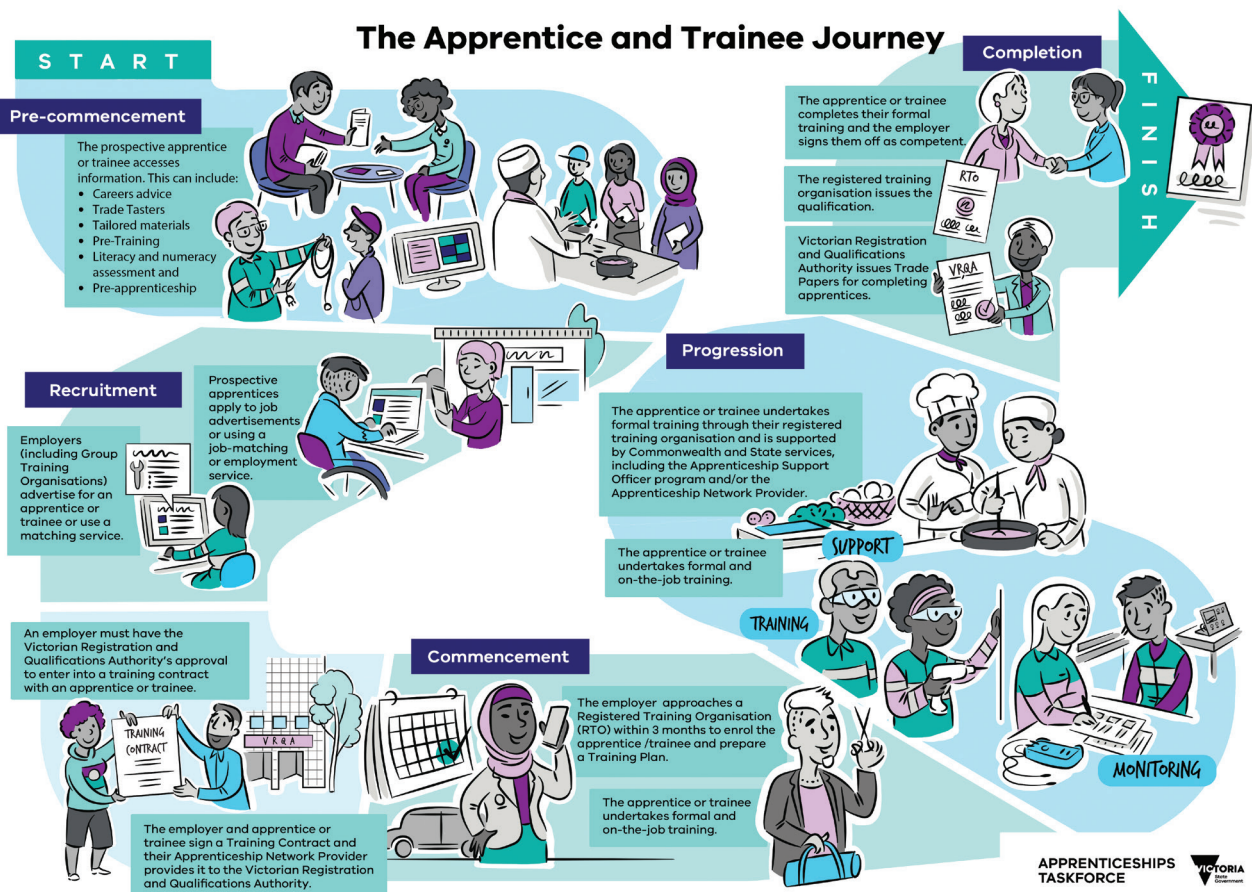 The Apprentice and Trainee Journey
START
Pre-commencement
The prospective apprentice
or trainee accesses
information. This can include:
• Careers advice
• Trade Tasters
• Tailored materials
• Pre-Training
• Literacy and numeracy
assessment and
• Pre-apprenticeship
Recruitment
Employers
(including Group
Training
Organisations)
advertise for an
apprentice or
trainee or use a
matching service.
Prospective
apprentices
apply to job
advertisements
or using a
job-matching
or employment
service.
An employer must have the
Victorian Registration and
Qualifications Authority's approval
to enter into a training contract
with an apprentice or trainee.
TRAINING
CONTRACT
VRQA
The employer and apprentice or
trainee sign a Training Contract and
their Apprenticeship Network Provider
provides it to the Victorian Registration
and Qualifications Authority.
Commencement
The employer approaches a
Registered Training Organisation
(RTO) within 3 months to enrol the
apprentice /trainee and prepare
a Training Plan.
The apprentice or trainee
undertakes formal and
on-the-job training.
Progression
The apprentice or trainee undertakes
formal training through their registered
training organisation and is supported
by Commonwealth and State services,
including the Apprenticeship Support
Officer program and/or the
Apprenticeship Network Provider.
SUPPORT
The apprentice or trainee
undertakes formal and
on-the-job training.
TRAINING
MONITORING
Completion
The apprentice or trainee
completes their formal
training and the employer
signs them off as competent.
RTO
The registered training
organisation issues the
qualification.
Victorian Registration
and Qualifications
Authority issues Trade
Papers for completing
apprentices.
VRQA
FINISH
APPRENTICESHIPS
TASKFORCE
VICTORIA
State
Government